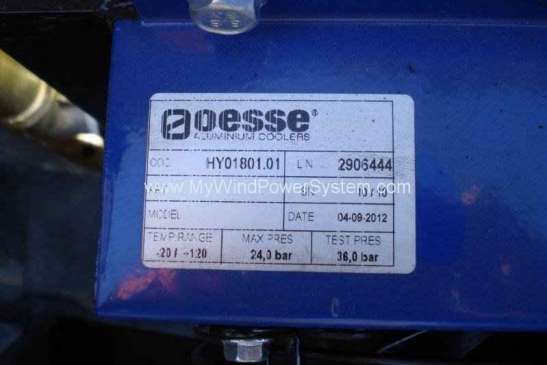 oesse®
ALUMINIUM COOLERS
COD. HY01801.01 L.N. 2906444
www.MyWindPowerSystem.com
MODEL DATE 04-09-2012
TEMP.RANGE MAX PRES TEST PRES
-20 / +120 24,0 bar 36,0 bar